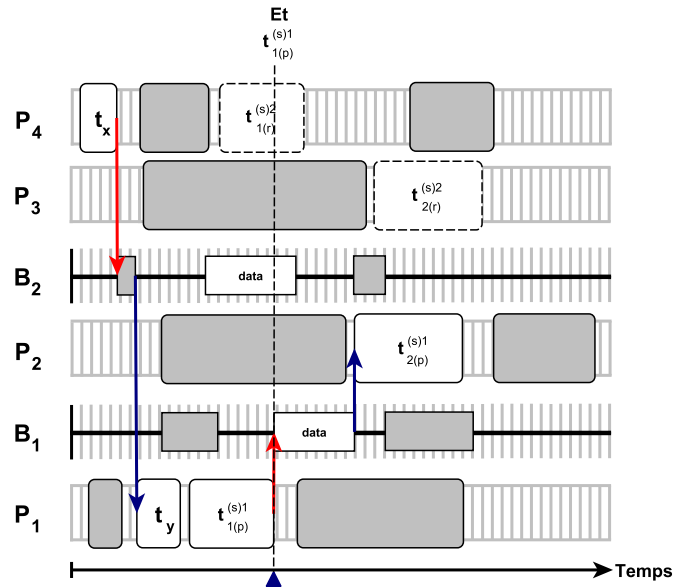 Et
t(s)1 1(p)
P4
tx
t(s)2 1(r)
P3
t(s)2 2(r)
B2
data
P2
t(s)1 2(p)
B1
data
P1
ty
t(s)1 1(p)
Temps